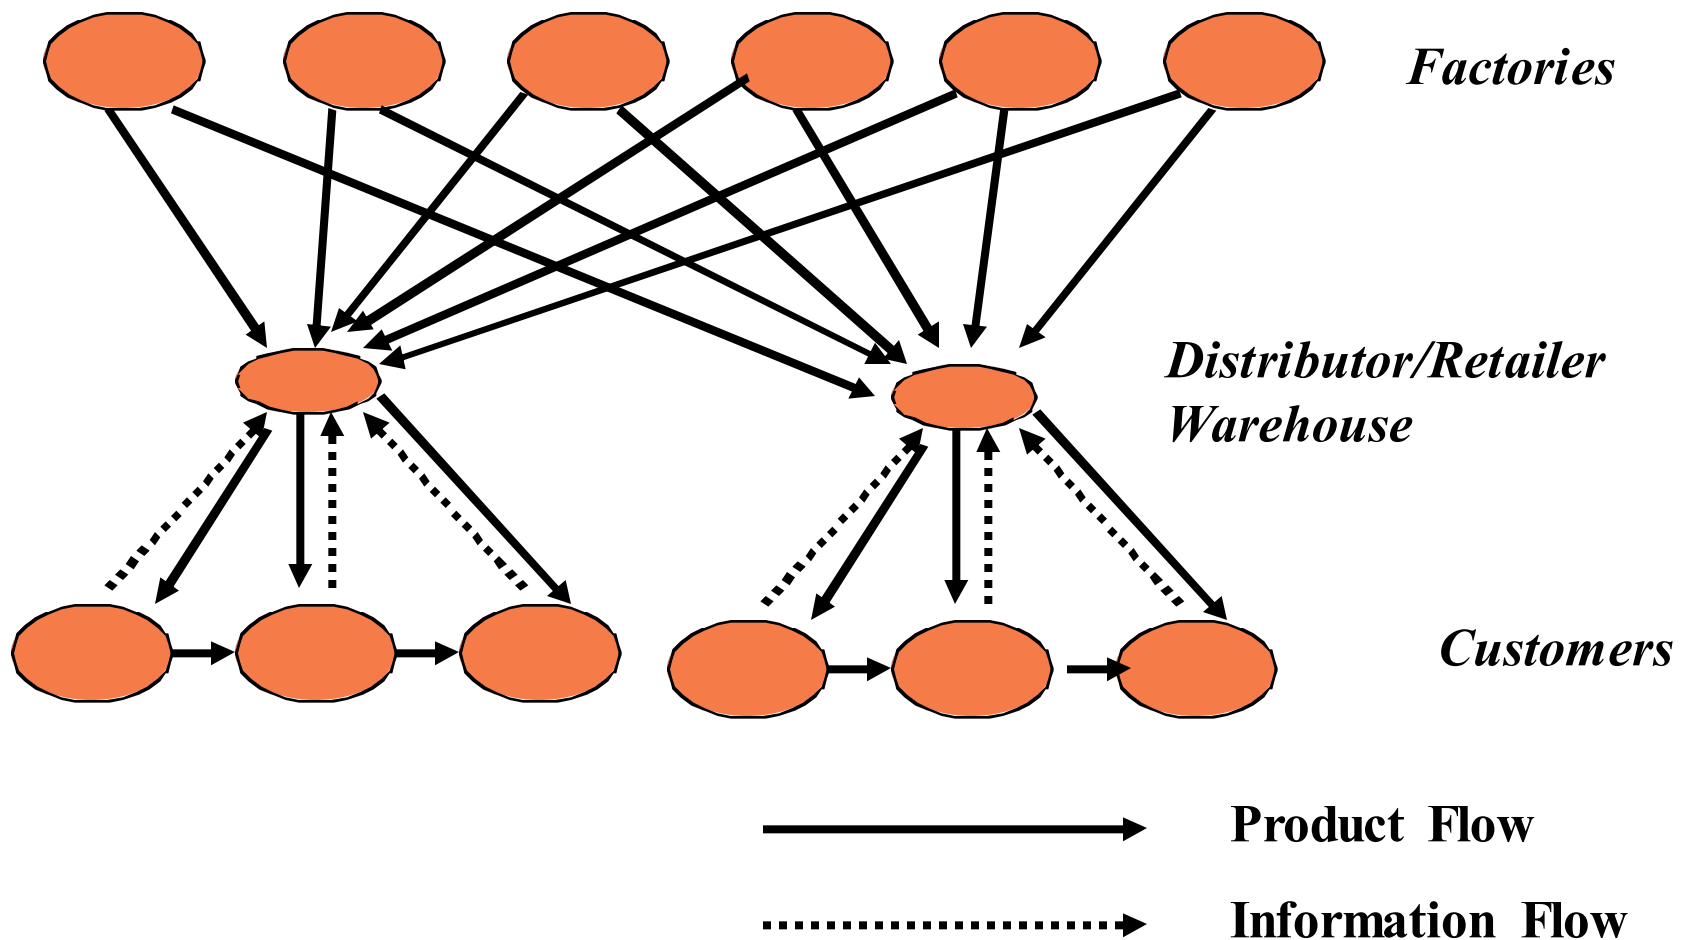 Factories
Distributor/Retailer
Warehouse
Customers
Product Flow
Information Flow